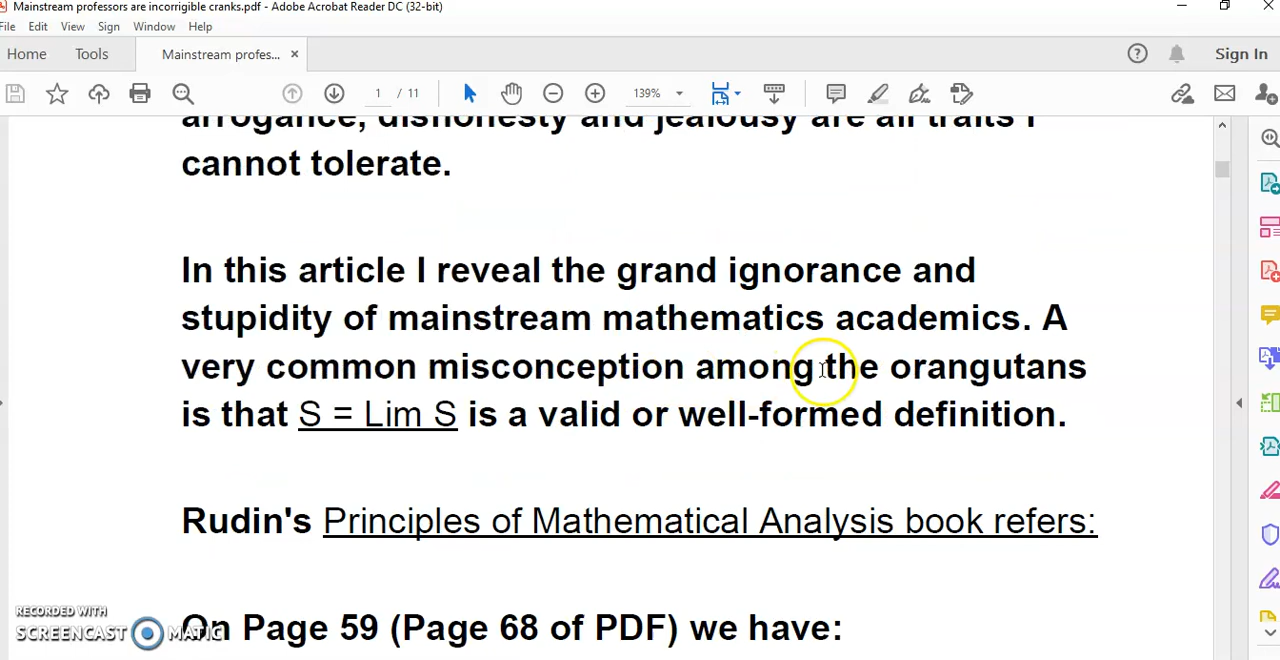 Mainstream professors are incorrigible cranks.pdf - Adobe Acrobat Reader DC (32-bit)
File Edit View Sign Window Help
Home Tools Mainstream profes... × Sign In
1 / 11 139%
arrogance, dishonesty and jealousy are all traits I
cannot tolerate.
In this article I reveal the grand ignorance and
stupidity of mainstream mathematics academics. A
very common misconception among the orangutans
is that S = Lim S is a valid or well-formed definition.
Rudin's Principles of Mathematical Analysis book refers:
On Page 59 (Page 68 of PDF) we have:
RECORDED WITH
SCREENCAST MATIC